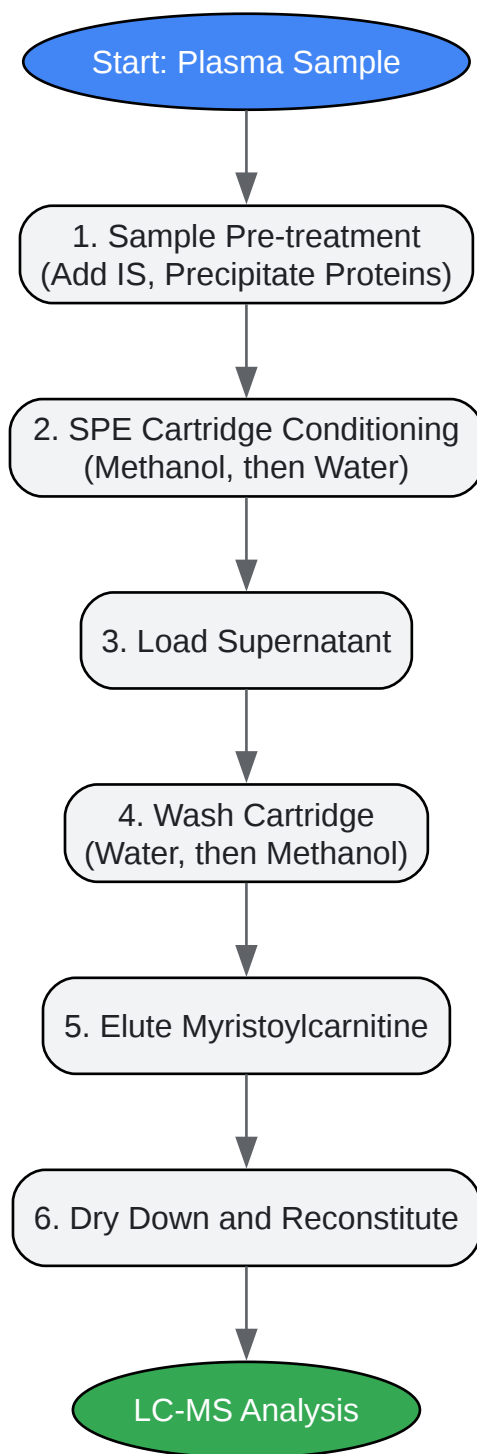 Start: Plasma Sample
1. Sample Pre-treatment
(Add IS, Precipitate Proteins)
2. SPE Cartridge Conditioning
(Methanol, then Water)
3. Load Supernatant
4. Wash Cartridge
(Water, then Methanol)
5. Elute Myristoylcarnitine
6. Dry Down and Reconstitute
LC-MS Analysis